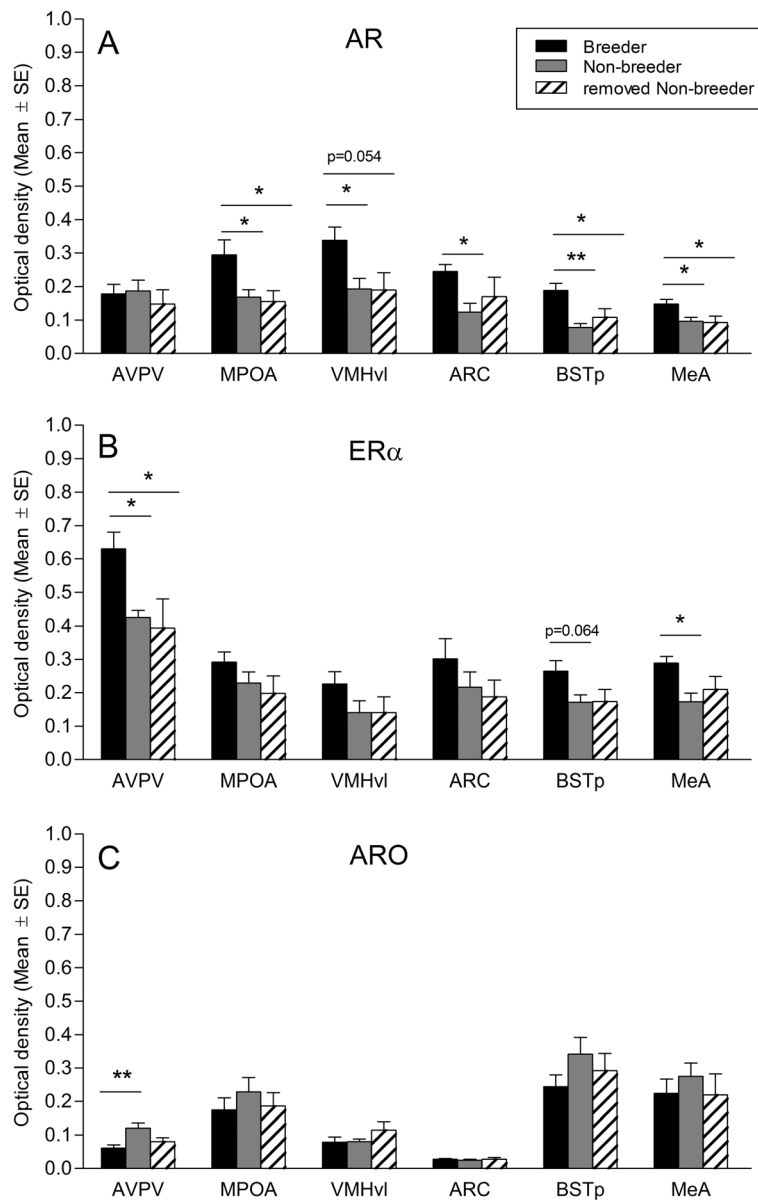 A
AR
Breeder
Non-breeder
removed Non-breeder
Optical density (Mean ± SE)
1.0
0.9
0.8
0.7
0.6
0.5
0.4
0.3
0.2
0.1
0.0
*
*
p=0.054
*
*
*
**
*
*
AVPV MPOA VMHvl ARC BSTp MeA
B
ERα
Optical density (Mean ± SE)
1.0
0.9
0.8
0.7
0.6
0.5
0.4
0.3
0.2
0.1
0.0
*
*
p=0.064
*
AVPV MPOA VMHvl ARC BSTp MeA
C
ARO
Optical density (Mean ± SE)
1.0
0.9
0.8
0.7
0.6
0.5
0.4
0.3
0.2
0.1
0.0
**
AVPV MPOA VMHvl ARC BSTp MeA